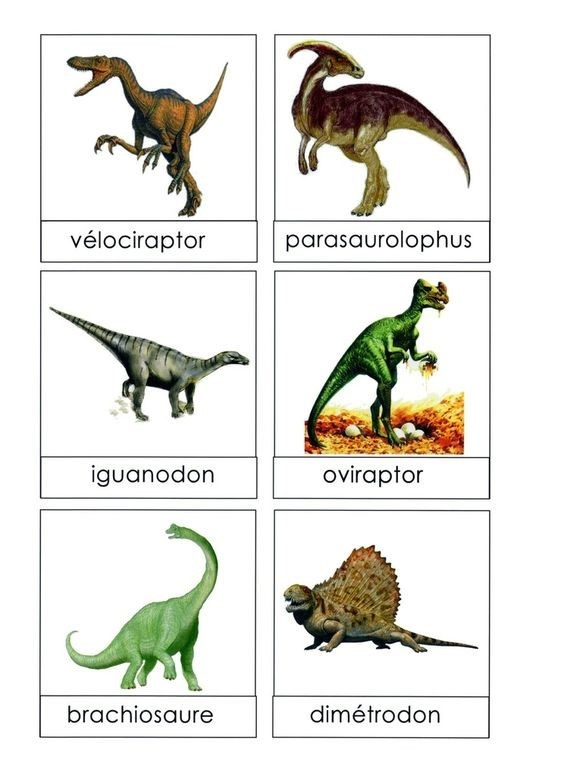 vélociraptor
parasaurolophus
iguanodon
oviraptor
brachiosaure
dimétrodon